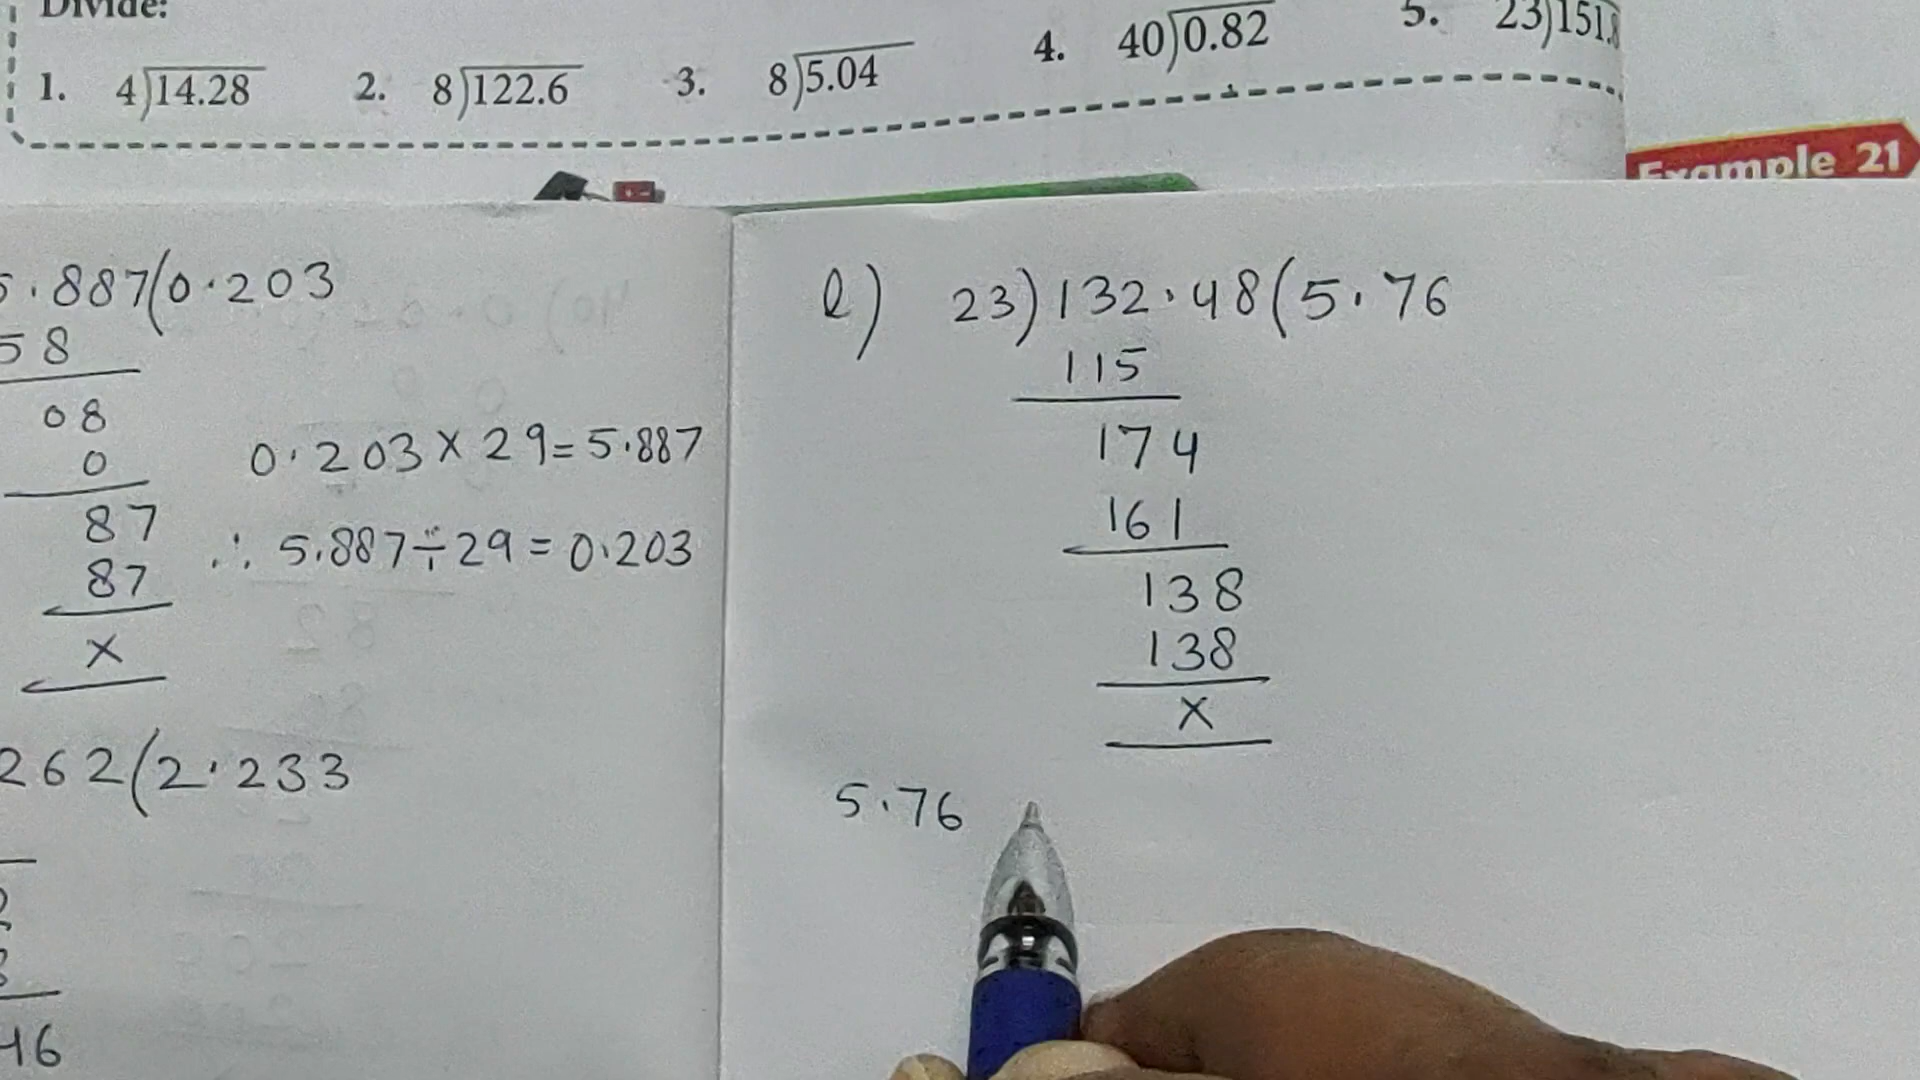 Divide:
1. 4)14.28 2. 8)122.6 3. 8)5.04 4. 40)0.82 5. 23)151.8
Example 21
5.887(0.203
58
08
0
87
87
x
0.203 x 29 = 5.887
∴ 5.887 ÷ 29 = 0.203
262(2.233
46
l) 23)132.48(5.76
115
174
161
138
138
x
5.76